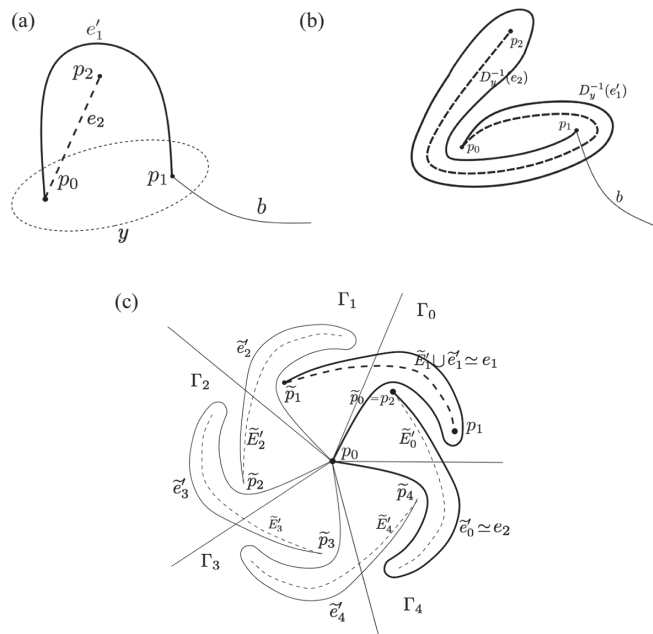 (a)
e′₁
p₂
e₂
p₀
p₁
b
y
(b)
p₂
D_y⁻¹(e₂)
D_y⁻¹(e′₁)
p₁
p₀
b
(c)
Γ₁
Γ₀
ẽ′₂
Ẽ′₁∪ẽ′₁≃e₁
Γ₂
p̃₁
p̃₀=p₂
p₁
Ẽ′₂
Ẽ′₀
p₀
p̃₂
p̃₄
ẽ′₃
Ẽ′₃
Ẽ′₄
ẽ′₀≃e₂
p̃₃
Γ₃
ẽ′₄
Γ₄